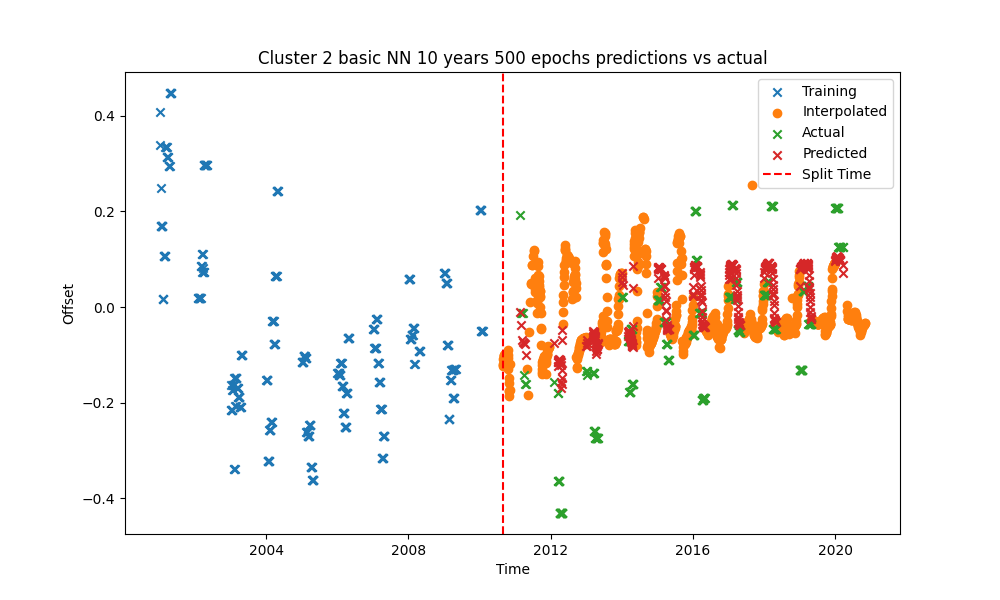 Cluster 2 basic NN 10 years 500 epochs predictions vs actual
Training
Interpolated
Actual
Predicted
Split Time
0.4
0.2
0.0
−0.2
−0.4
Offset
2004 2008 2012 2016 2020
Time